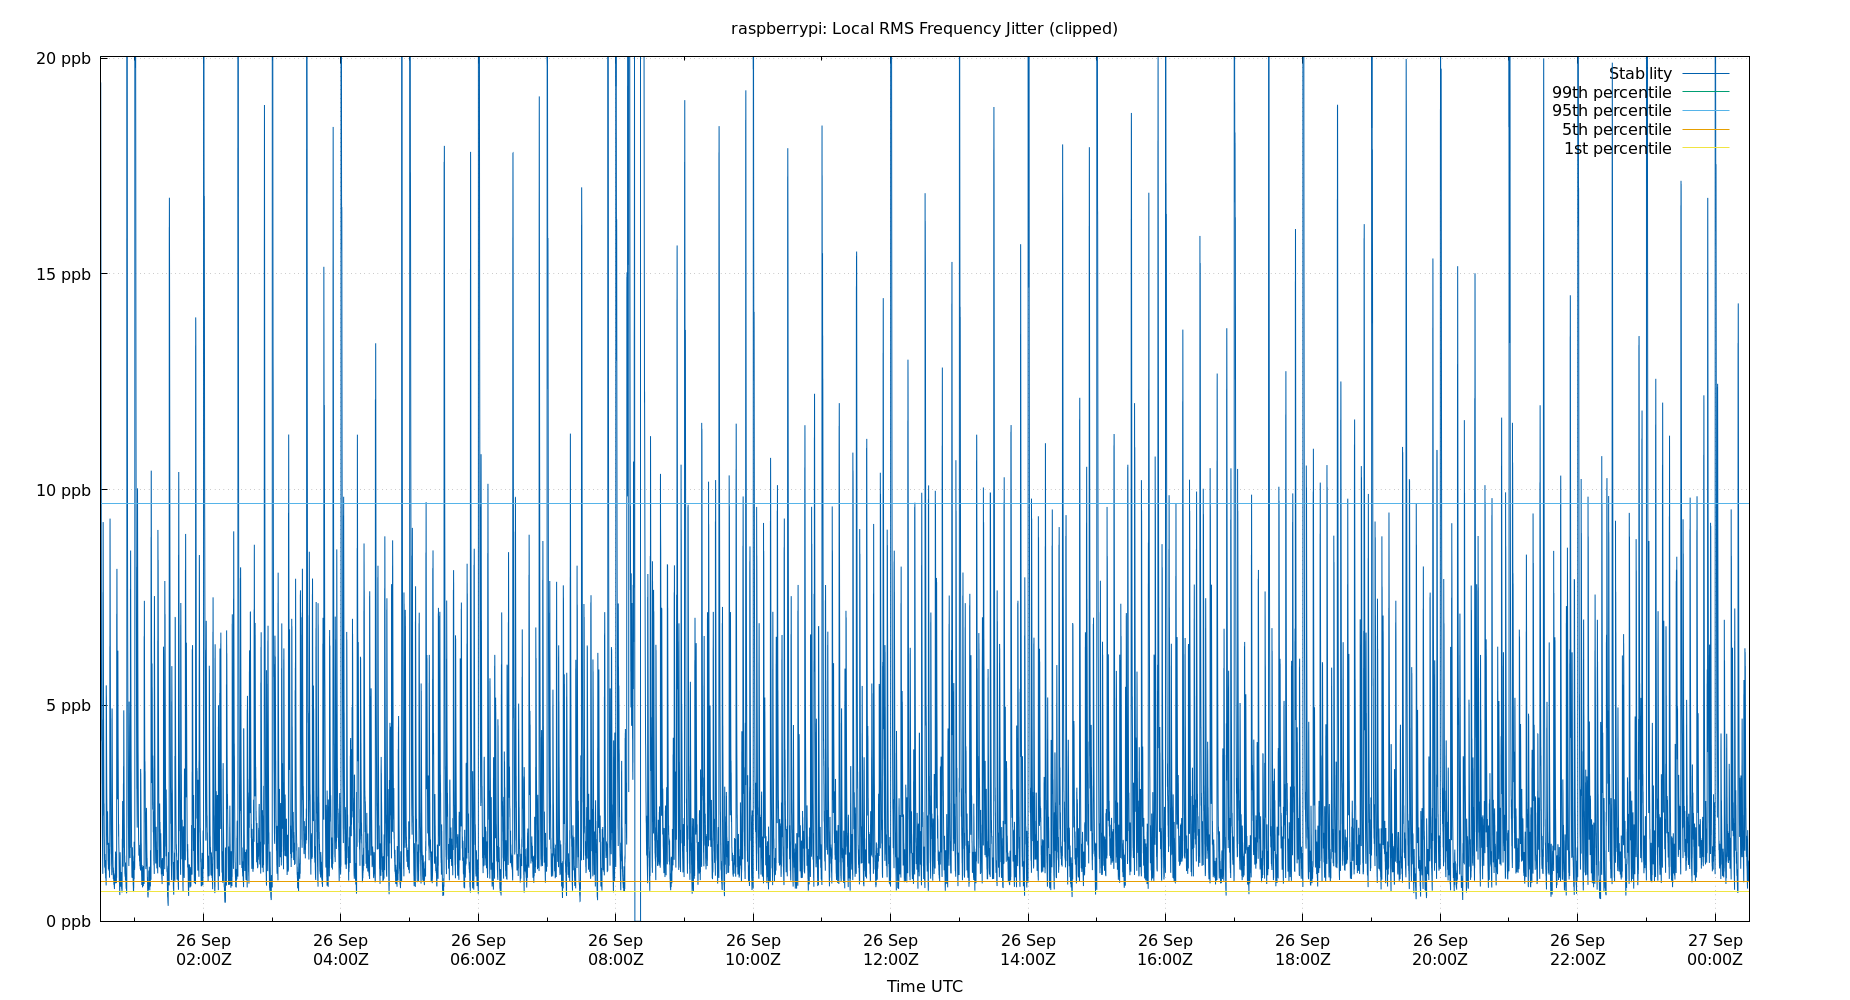 raspberrypi: Local RMS Frequency Jitter (clipped)
20 ppb
15 ppb
10 ppb
5 ppb
0 ppb
Stability
99th percentile
95th percentile
5th percentile
1st percentile
26 Sep 26 Sep 26 Sep 26 Sep 26 Sep 26 Sep 26 Sep 26 Sep 26 Sep 26 Sep 26 Sep 27 Sep
02:00Z 04:00Z 06:00Z 08:00Z 10:00Z 12:00Z 14:00Z 16:00Z 18:00Z 20:00Z 22:00Z 00:00Z
Time UTC